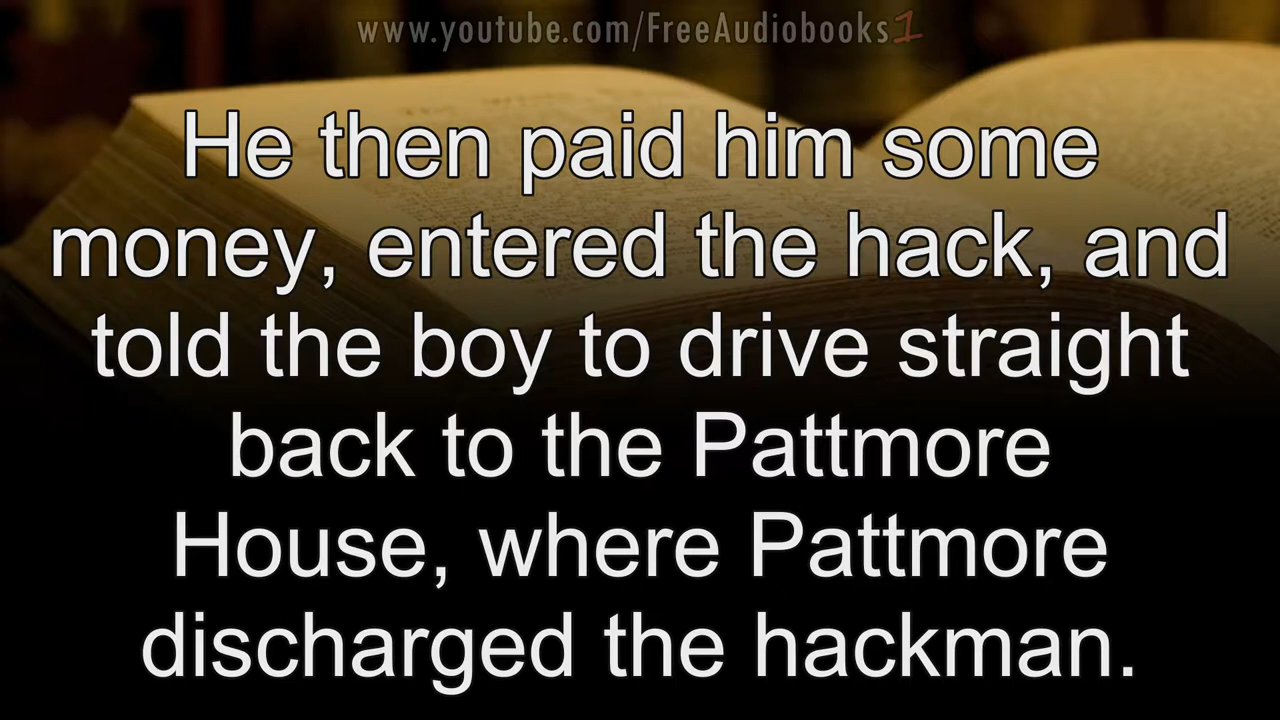 www.youtube.com/FreeAudiobooks1
He then paid him some
money, entered the hack, and
told the boy to drive straight
back to the Pattmore
House, where Pattmore
discharged the hackman.